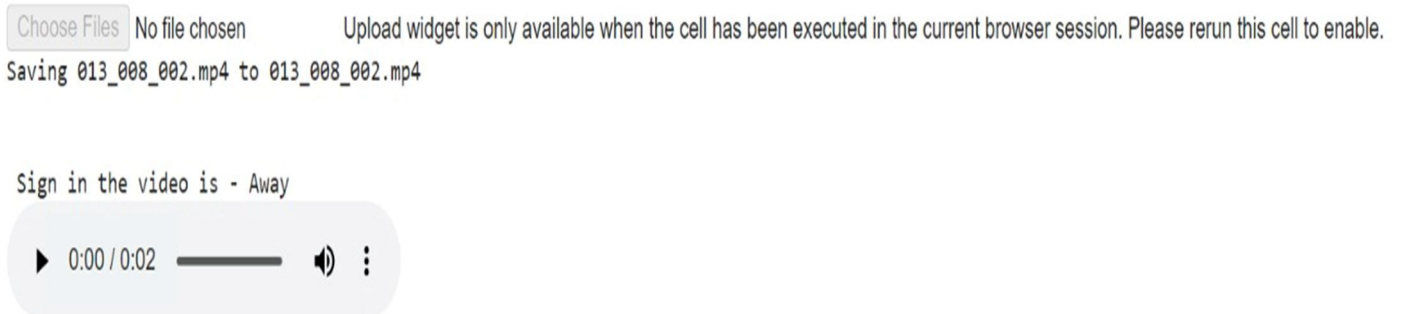 Choose Files No file chosen Upload widget is only available when the cell has been executed in the current browser session. Please rerun this cell to enable.
Saving 013_008_002.mp4 to 013_008_002.mp4
Sign in the video is - Away
0:00 / 0:02